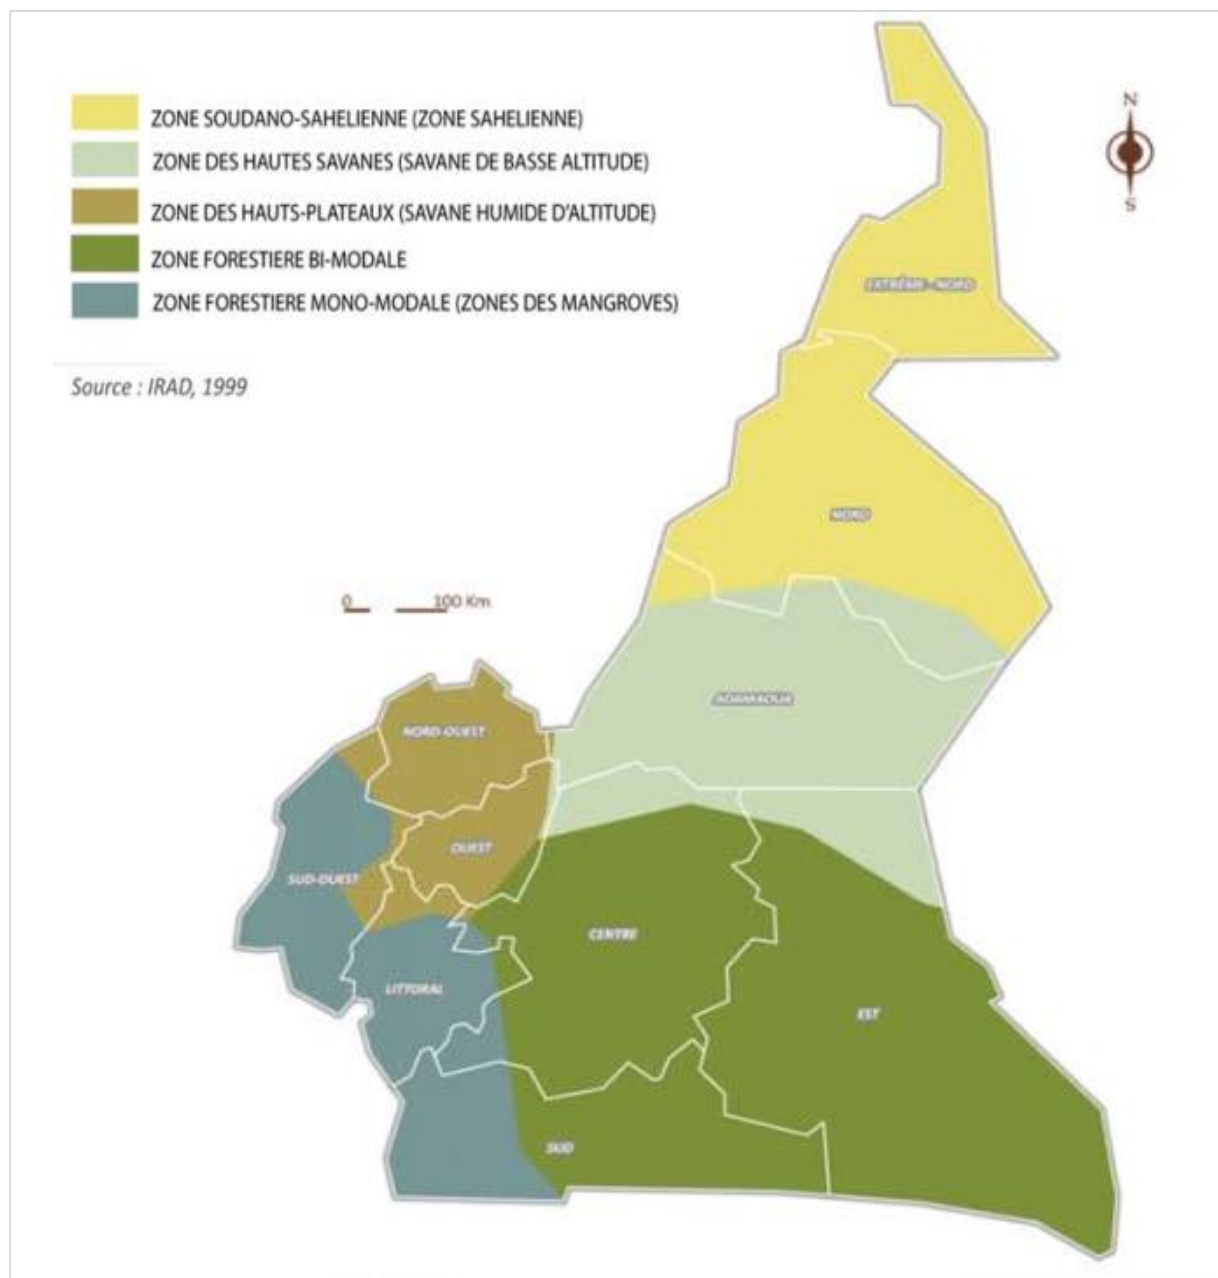 ZONE SOUDANO-SAHELIENNE (ZONE SAHELIENNE)
ZONE DES HAUTES SAVANES (SAVANE DE BASSE ALTITUDE)
ZONE DES HAUTS-PLATEAUX (SAVANE HUMIDE D'ALTITUDE)
ZONE FORESTIERE BI-MODALE
ZONE FORESTIERE MONO-MODALE (ZONES DES MANGROVES)
Source : IRAD, 1999
N
S
EXTRÊME - NORD
NORD
0 100 Km
ADAMAOUA
NORD-OUEST
OUEST
SUD-OUEST
CENTRE
LITTORAL
EST
SUD